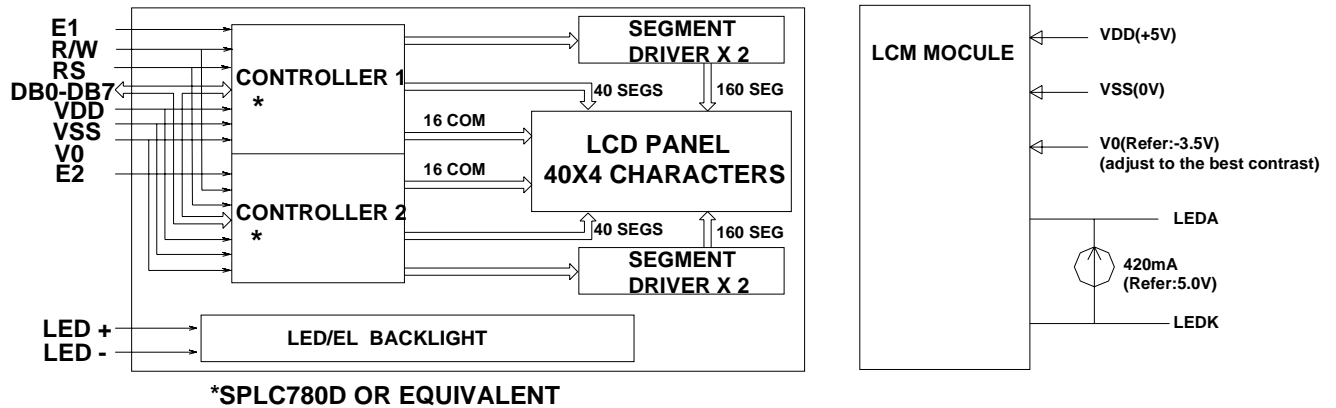 E1
R/W
RS
DB0-DB7
VDD
VSS
V0
E2
CONTROLLER 1
*
CONTROLLER 2
*
SEGMENT
DRIVER X 2
40 SEGS
160 SEG
16 COM
LCD PANEL
40X4 CHARACTERS
16 COM
40 SEGS
160 SEG
SEGMENT
DRIVER X 2
LED +
LED -
LED/EL BACKLIGHT
*SPLC780D OR EQUIVALENT
LCM MOCULE
VDD(+5V)
VSS(0V)
V0(Refer:-3.5V)
(adjust to the best contrast)
LEDA
420mA
(Refer:5.0V)
LEDK